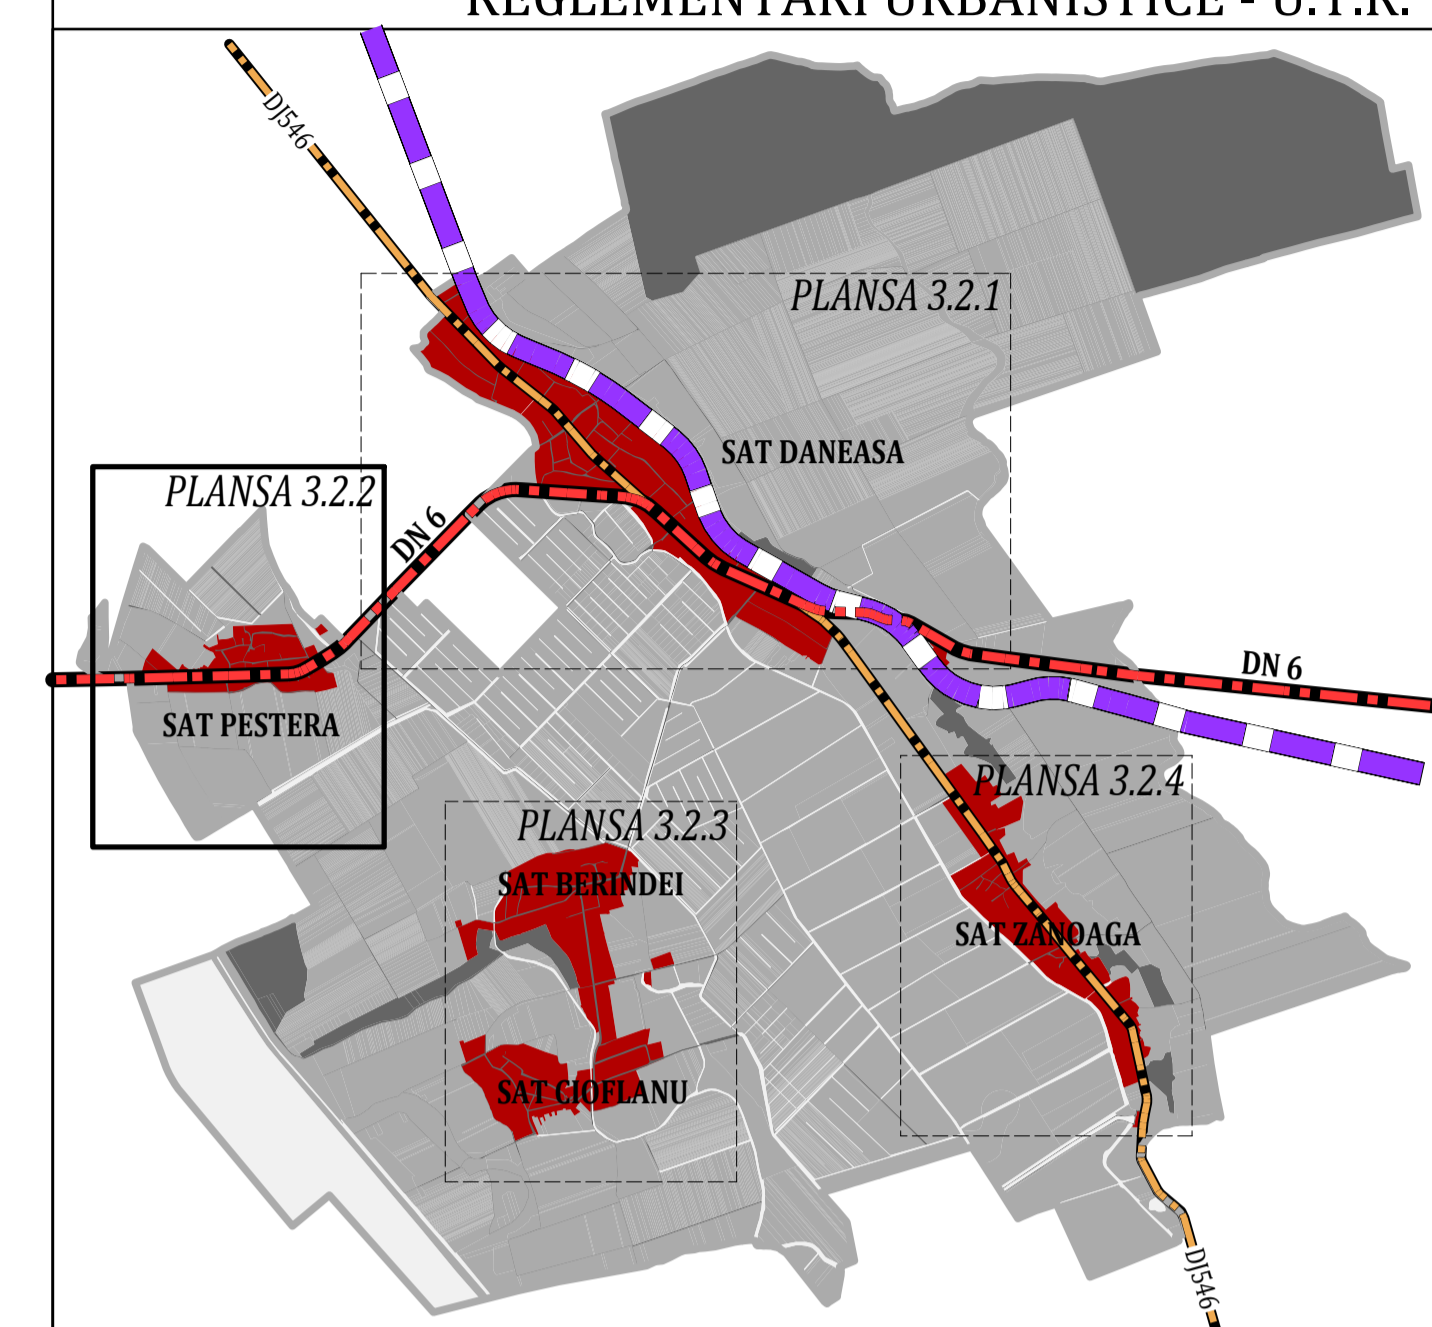 REGLEMENTARI URBANISTICE - U.T.R.
DJ546
PLANSA 3.2.1
SAT DANEASA
PLANSA 3.2.2
DN 6
SAT PESTERA
DN 6
PLANSA 3.2.4
PLANSA 3.2.3
SAT BERINDEI
SAT ZANOAGA
SAT CIOFLANU
DJ546